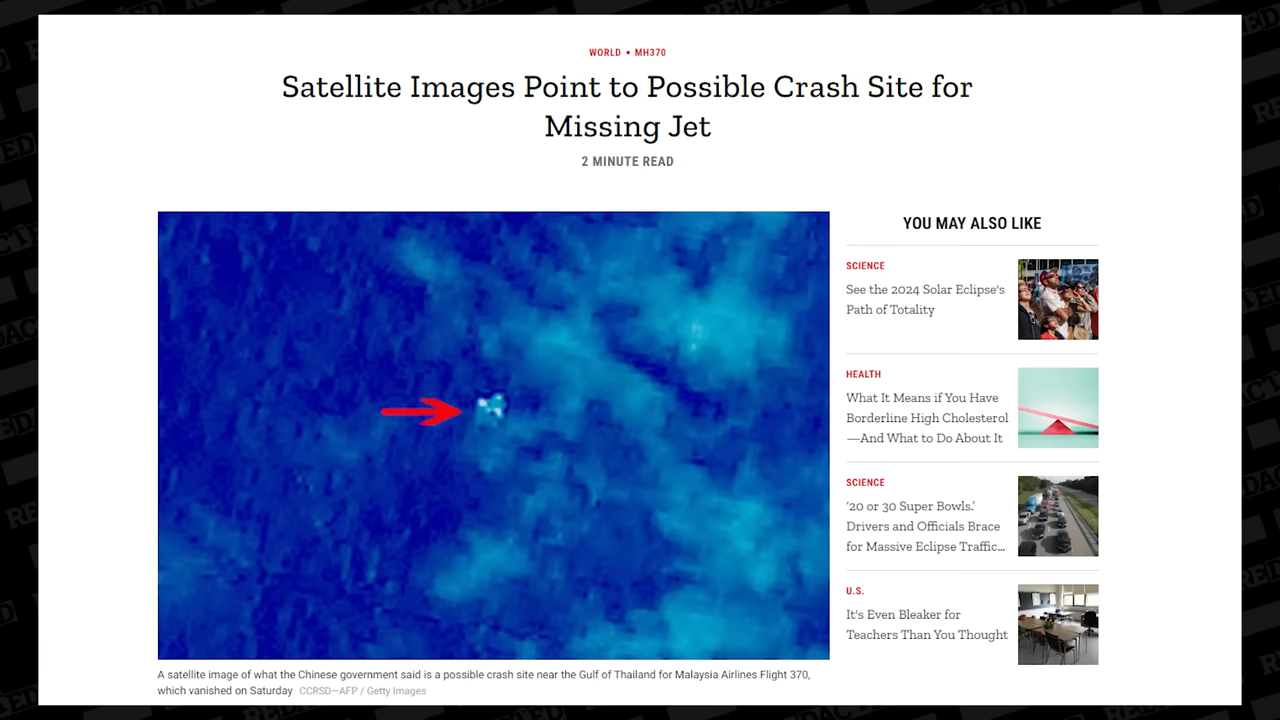 WORLD • MH370
Satellite Images Point to Possible Crash Site for
Missing Jet
2 MINUTE READ
A satellite image of what the Chinese government said is a possible crash site near the Gulf of Thailand for Malaysia Airlines Flight 370,
which vanished on Saturday CCRSD—AFP / Getty Images
YOU MAY ALSO LIKE
SCIENCE
See the 2024 Solar Eclipse's
Path of Totality
HEALTH
What It Means if You Have
Borderline High Cholesterol
—And What to Do About It
SCIENCE
‘20 or 30 Super Bowls.’
Drivers and Officials Brace
for Massive Eclipse Traffic...
U.S.
It's Even Bleaker for
Teachers Than You Thought